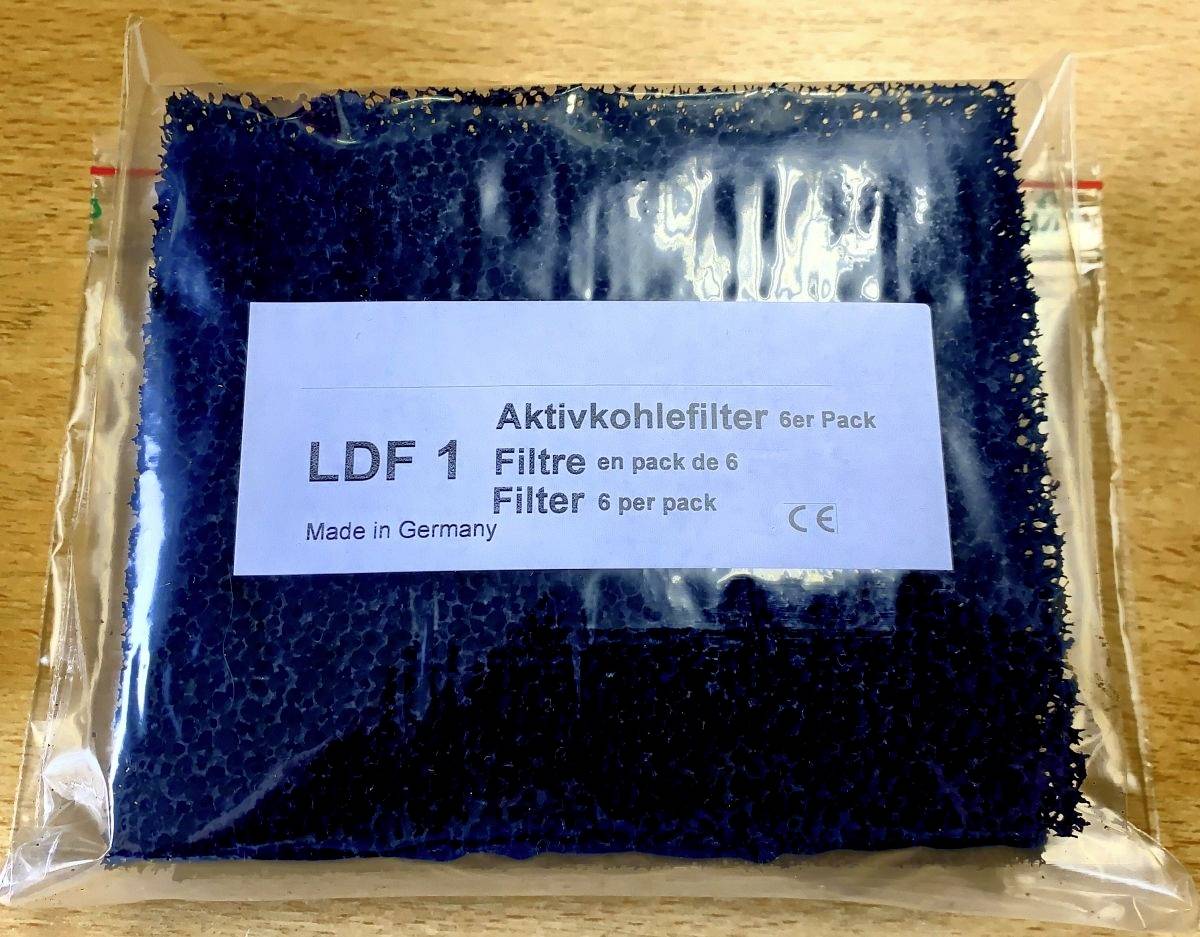 LDF 1
Aktivkohlefilter 6er Pack
Filtre en pack de 6
Filter 6 per pack
Made in Germany
CE